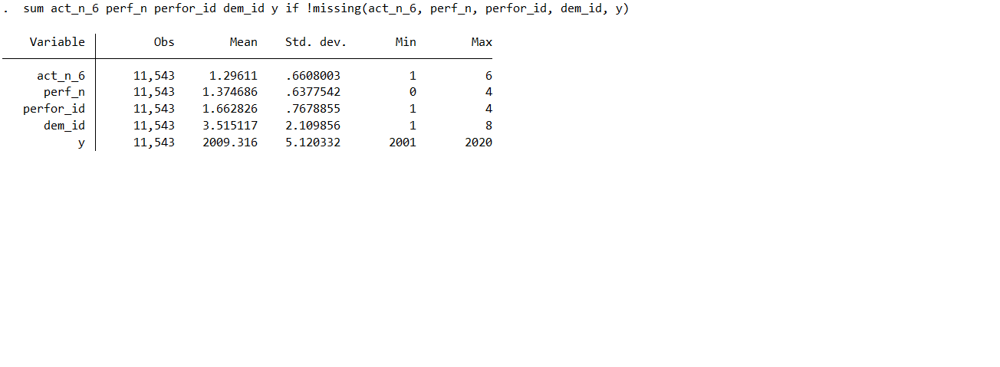 . sum act_n_6 perf_n perfor_id dem_id y if !missing(act_n_6, perf_n, perfor_id, dem_id, y)
Variable Obs Mean Std. dev. Min Max
act_n_6 11,543 1.29611 .6608003 1 6
perf_n 11,543 1.374686 .6377542 0 4
perfor_id 11,543 1.662826 .7678855 1 4
dem_id 11,543 3.515117 2.109856 1 8
y 11,543 2009.316 5.120332 2001 2020